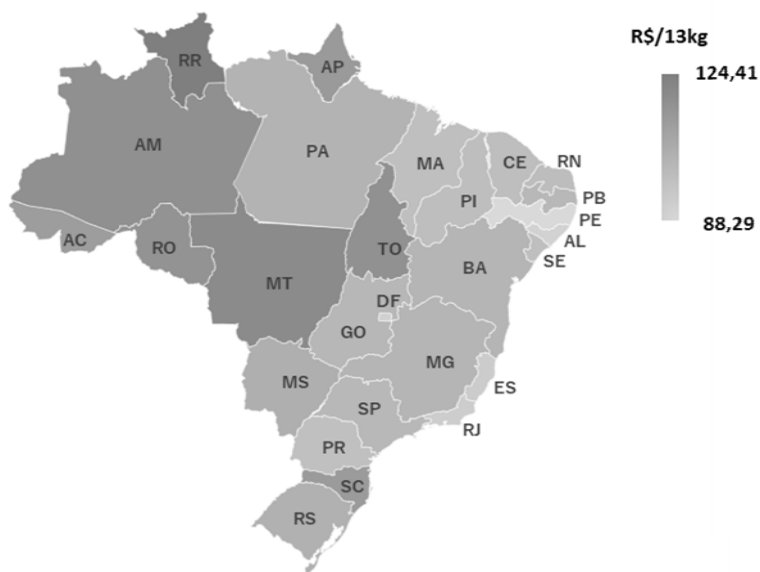 R$/13kg
124,41
88,29
RR
AP
AM
PA
MA
CE
RN
PI
PB
PE
AL
SE
AC
RO
TO
BA
MT
DF
GO
MG
MS
ES
SP
RJ
PR
SC
RS